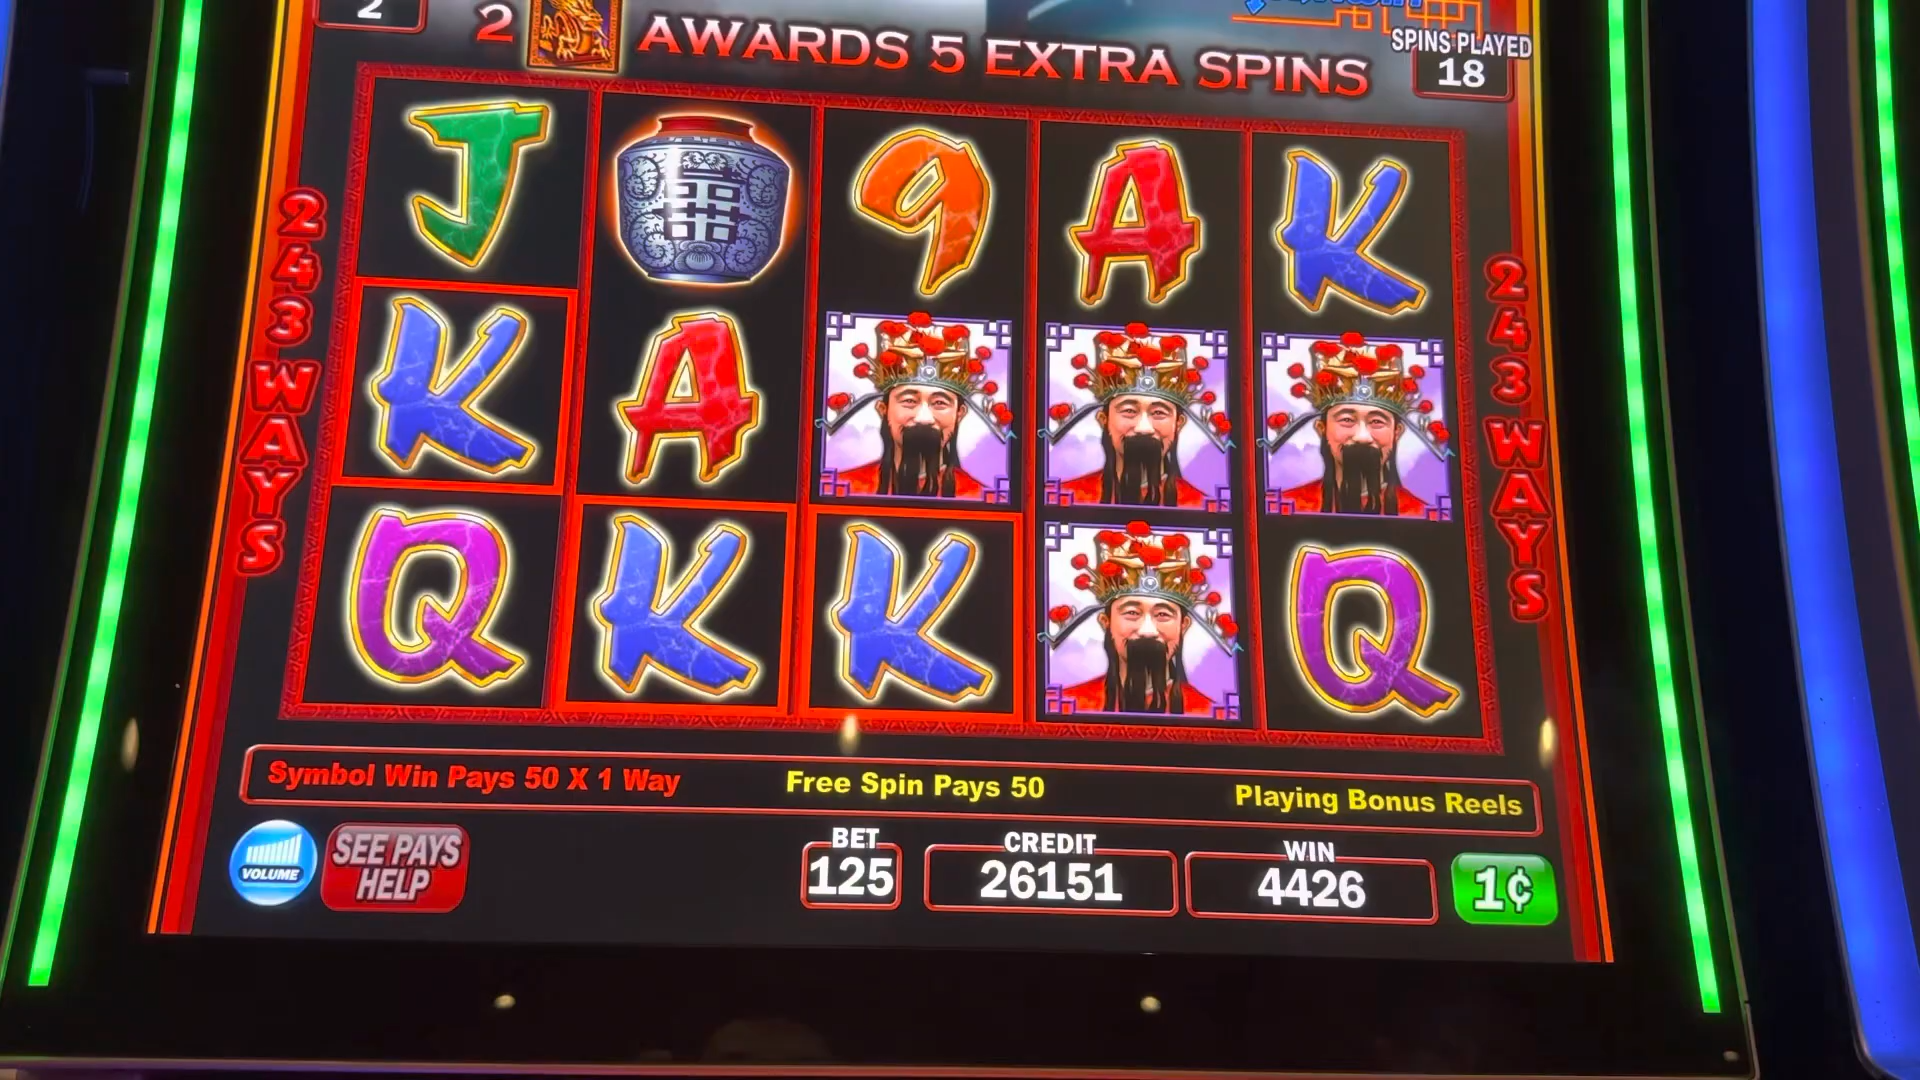 2
2 AWARDS 5 EXTRA SPINS
SPINS PLAYED
18
243 WAYS
J 9 A K
K A
Q K K Q
243 WAYS
Symbol Win Pays 50 X 1 Way Free Spin Pays 50 Playing Bonus Reels
VOLUME
SEE PAYS
HELP
BET
125
CREDIT
26151
WIN
4426
1¢